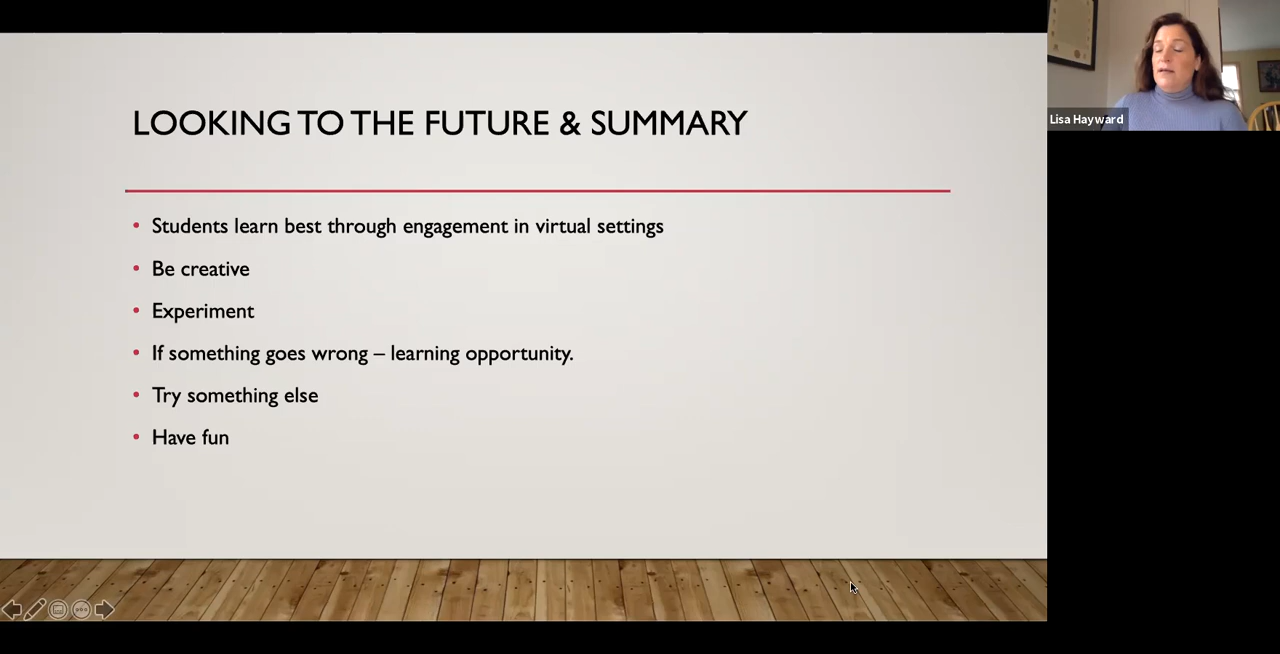 LOOKING TO THE FUTURE & SUMMARY
• Students learn best through engagement in virtual settings
• Be creative
• Experiment
• If something goes wrong – learning opportunity.
• Try something else
• Have fun
Lisa Hayward